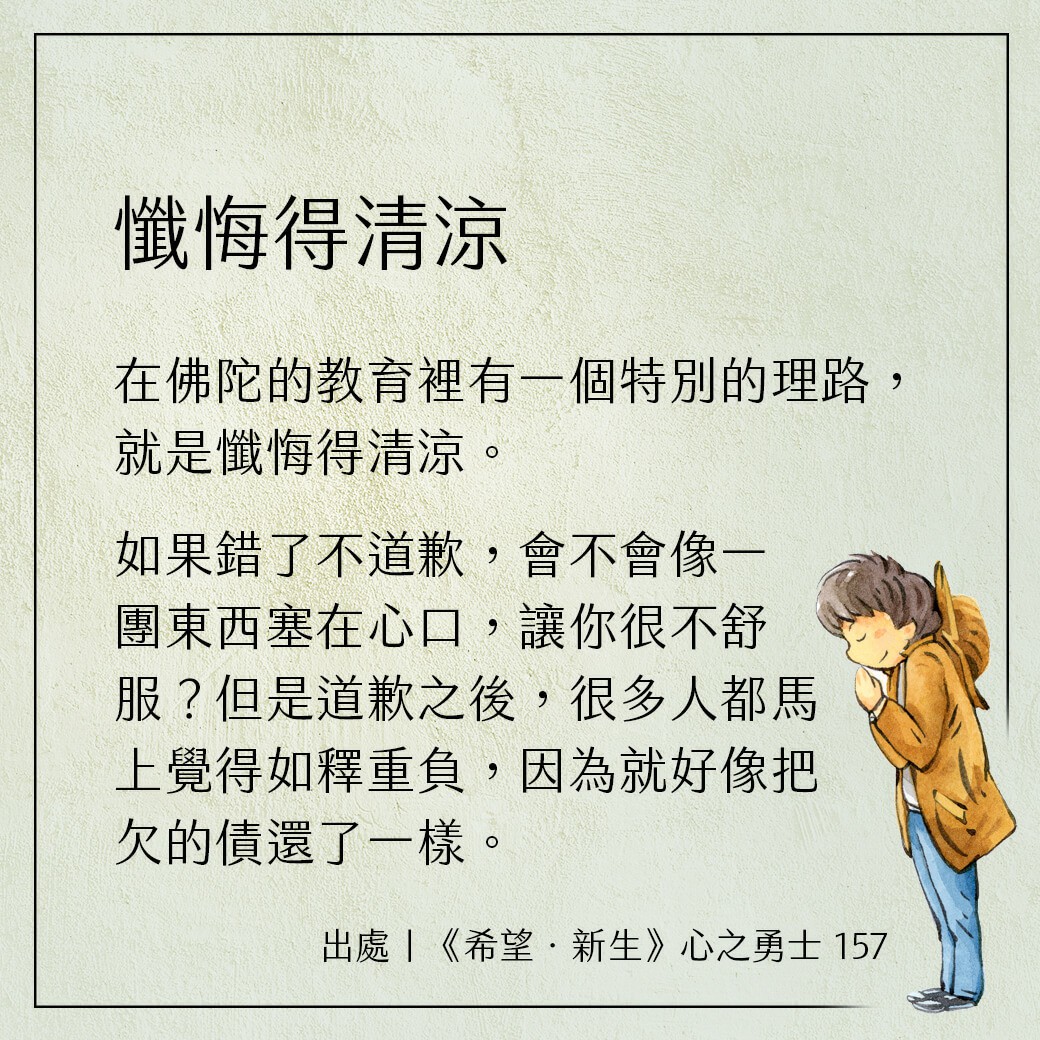 懺悔得清涼
在佛陀的教育裡有一個特別的理路，
就是懺悔得清涼。
如果錯了不道歉，會不會像一
團東西塞在心口，讓你很不舒
服？但是道歉之後，很多人都馬
上覺得如釋重負，因為就好像把
欠的債還了一樣。
出處 |《希望．新生》心之勇士 157